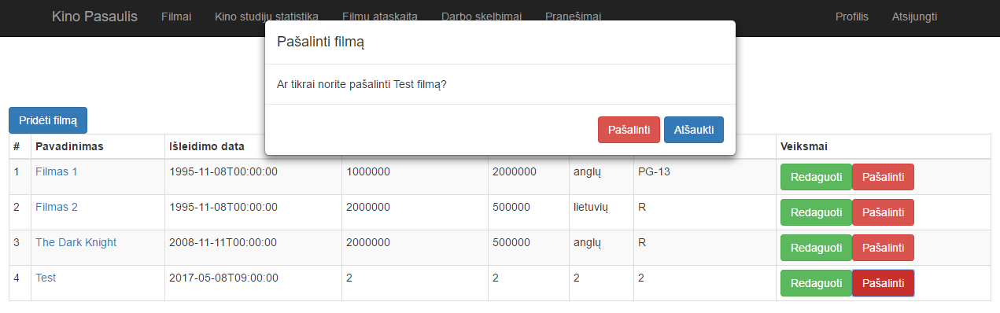 Kino Pasaulis Filmai Kino studijų statistika Filmų ataskaita Darbo skelbimai Pranešimai Profilis Atsijungti
Pašalinti filmą
Ar tikrai norite pašalinti Test filmą?
Pašalinti Atšaukti
Pridėti filmą
# Pavadinimas Išleidimo data Veiksmai
1 Filmas 1 1995-11-08T00:00:00 1000000 2000000 anglų PG-13 Redaguoti Pašalinti
2 Filmas 2 1995-11-08T00:00:00 2000000 500000 lietuvių R Redaguoti Pašalinti
3 The Dark Knight 2008-11-11T00:00:00 2000000 500000 anglų R Redaguoti Pašalinti
4 Test 2017-05-08T09:00:00 2 2 2 2 Redaguoti Pašalinti